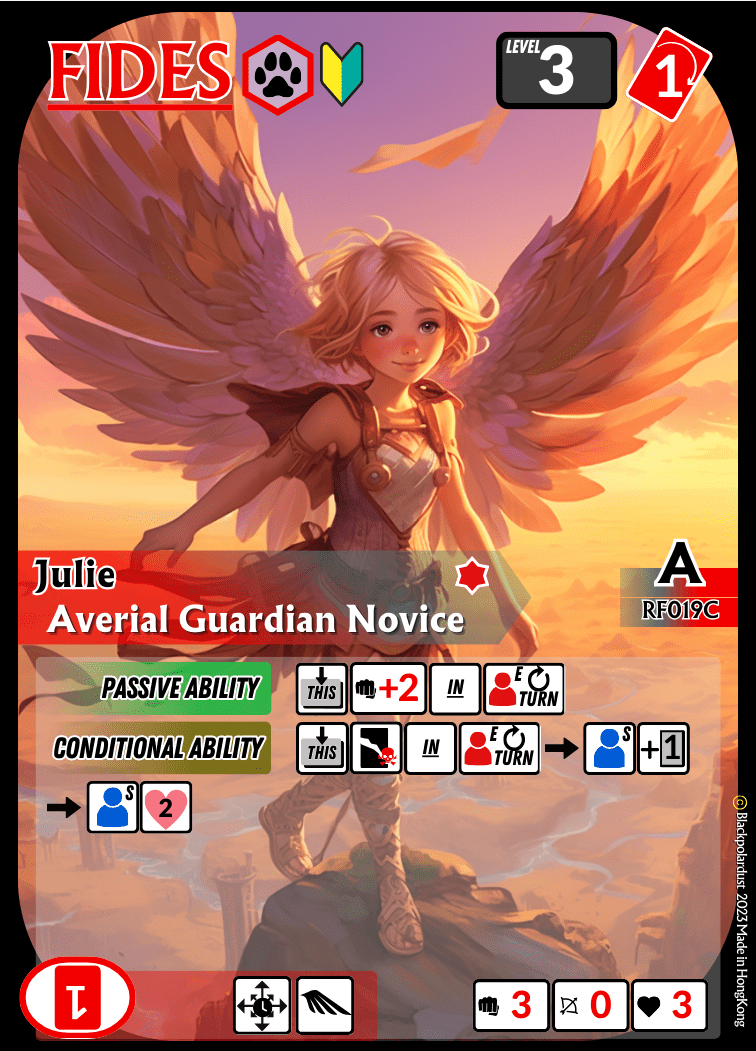 FIDES
LEVEL 3
1
Julie
Averial Guardian Novice
A
RF019C
PASSIVE ABILITY THIS +2 IN E TURN
CONDITIONAL ABILITY THIS IN E TURN S +1
S 2
© Blackpolardust 2023 Made in HongKong
1
3 0 3